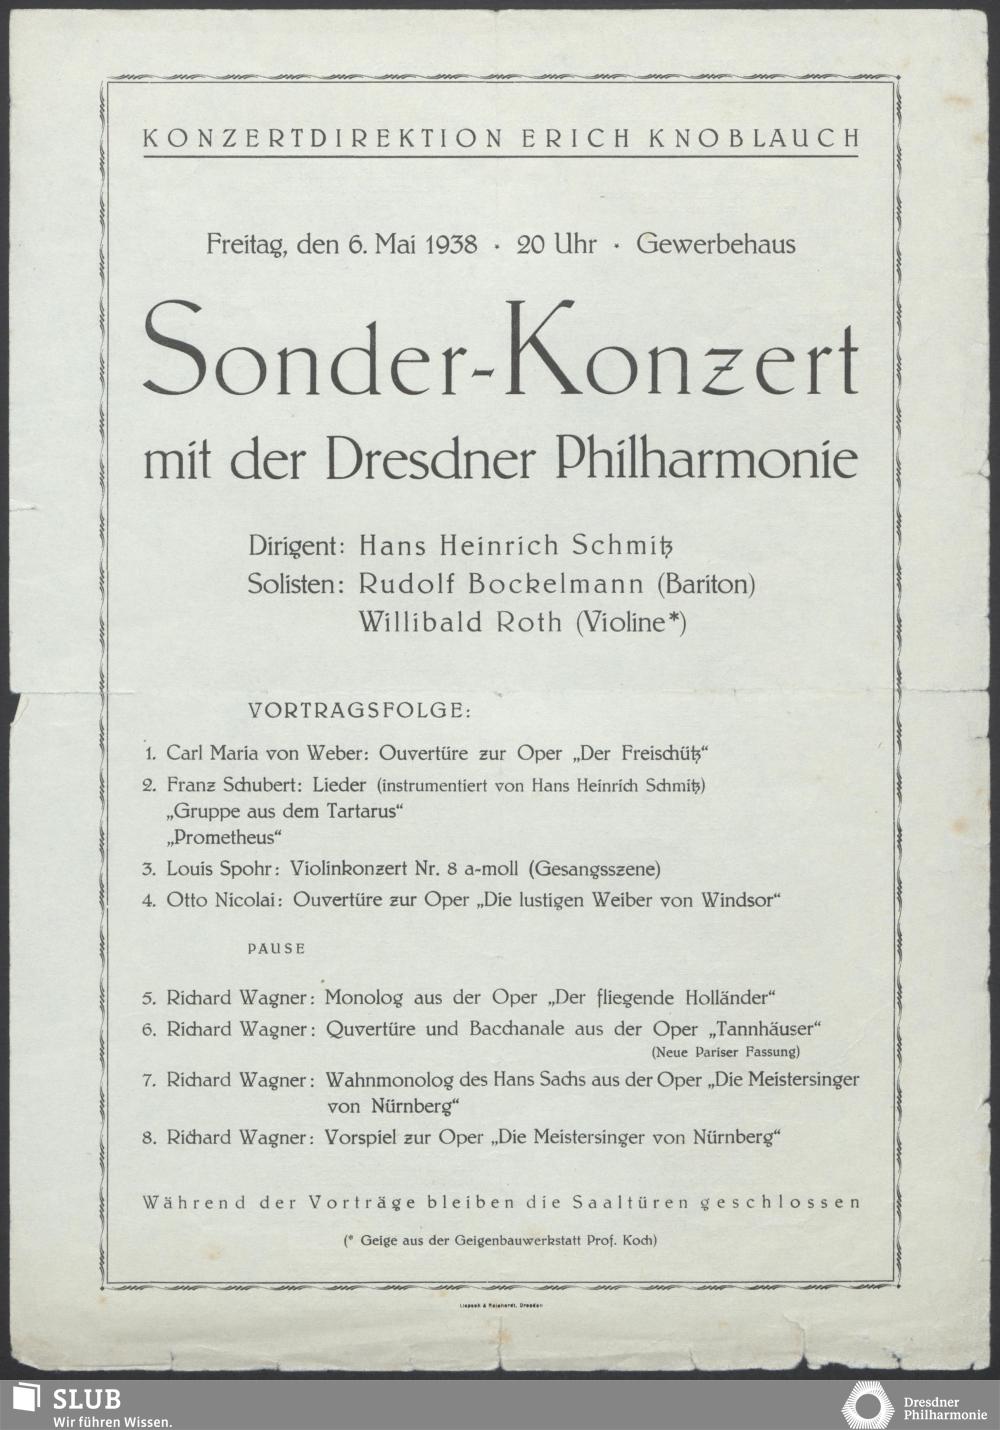 KONZERTDIREKTION ERICH KNOBLAUCH
Freitag, den 6. Mai 1938 · 20 Uhr · Gewerbehaus
Sonder-Konzert
mit der Dresdner Philharmonie
Dirigent: Hans Heinrich Schmitz
Solisten: Rudolf Bockelmann (Bariton)
Willibald Roth (Violine*)
VORTRAGSFOLGE:
1. Carl Maria von Weber: Ouvertüre zur Oper „Der Freischütz“
2. Franz Schubert: Lieder (instrumentiert von Hans Heinrich Schmitz)
„Gruppe aus dem Tartarus“
„Prometheus“
3. Louis Spohr: Violinkonzert Nr. 8 a-moll (Gesangsszene)
4. Otto Nicolai: Ouvertüre zur Oper „Die lustigen Weiber von Windsor“
PAUSE
5. Richard Wagner: Monolog aus der Oper „Der fliegende Holländer“
6. Richard Wagner: Quvertüre und Bacchanale aus der Oper „Tannhäuser“
(Neue Pariser Fassung)
7. Richard Wagner: Wahnmonolog des Hans Sachs aus der Oper „Die Meistersinger
von Nürnberg“
8. Richard Wagner: Vorspiel zur Oper „Die Meistersinger von Nürnberg“
Während der Vorträge bleiben die Saaltüren geschlossen
(* Geige aus der Geigenbauwerkstatt Prof. Koch)
Liepsch & Reichardt, Dresden
SLUB
Wir führen Wissen.
Dresdner
Philharmonie